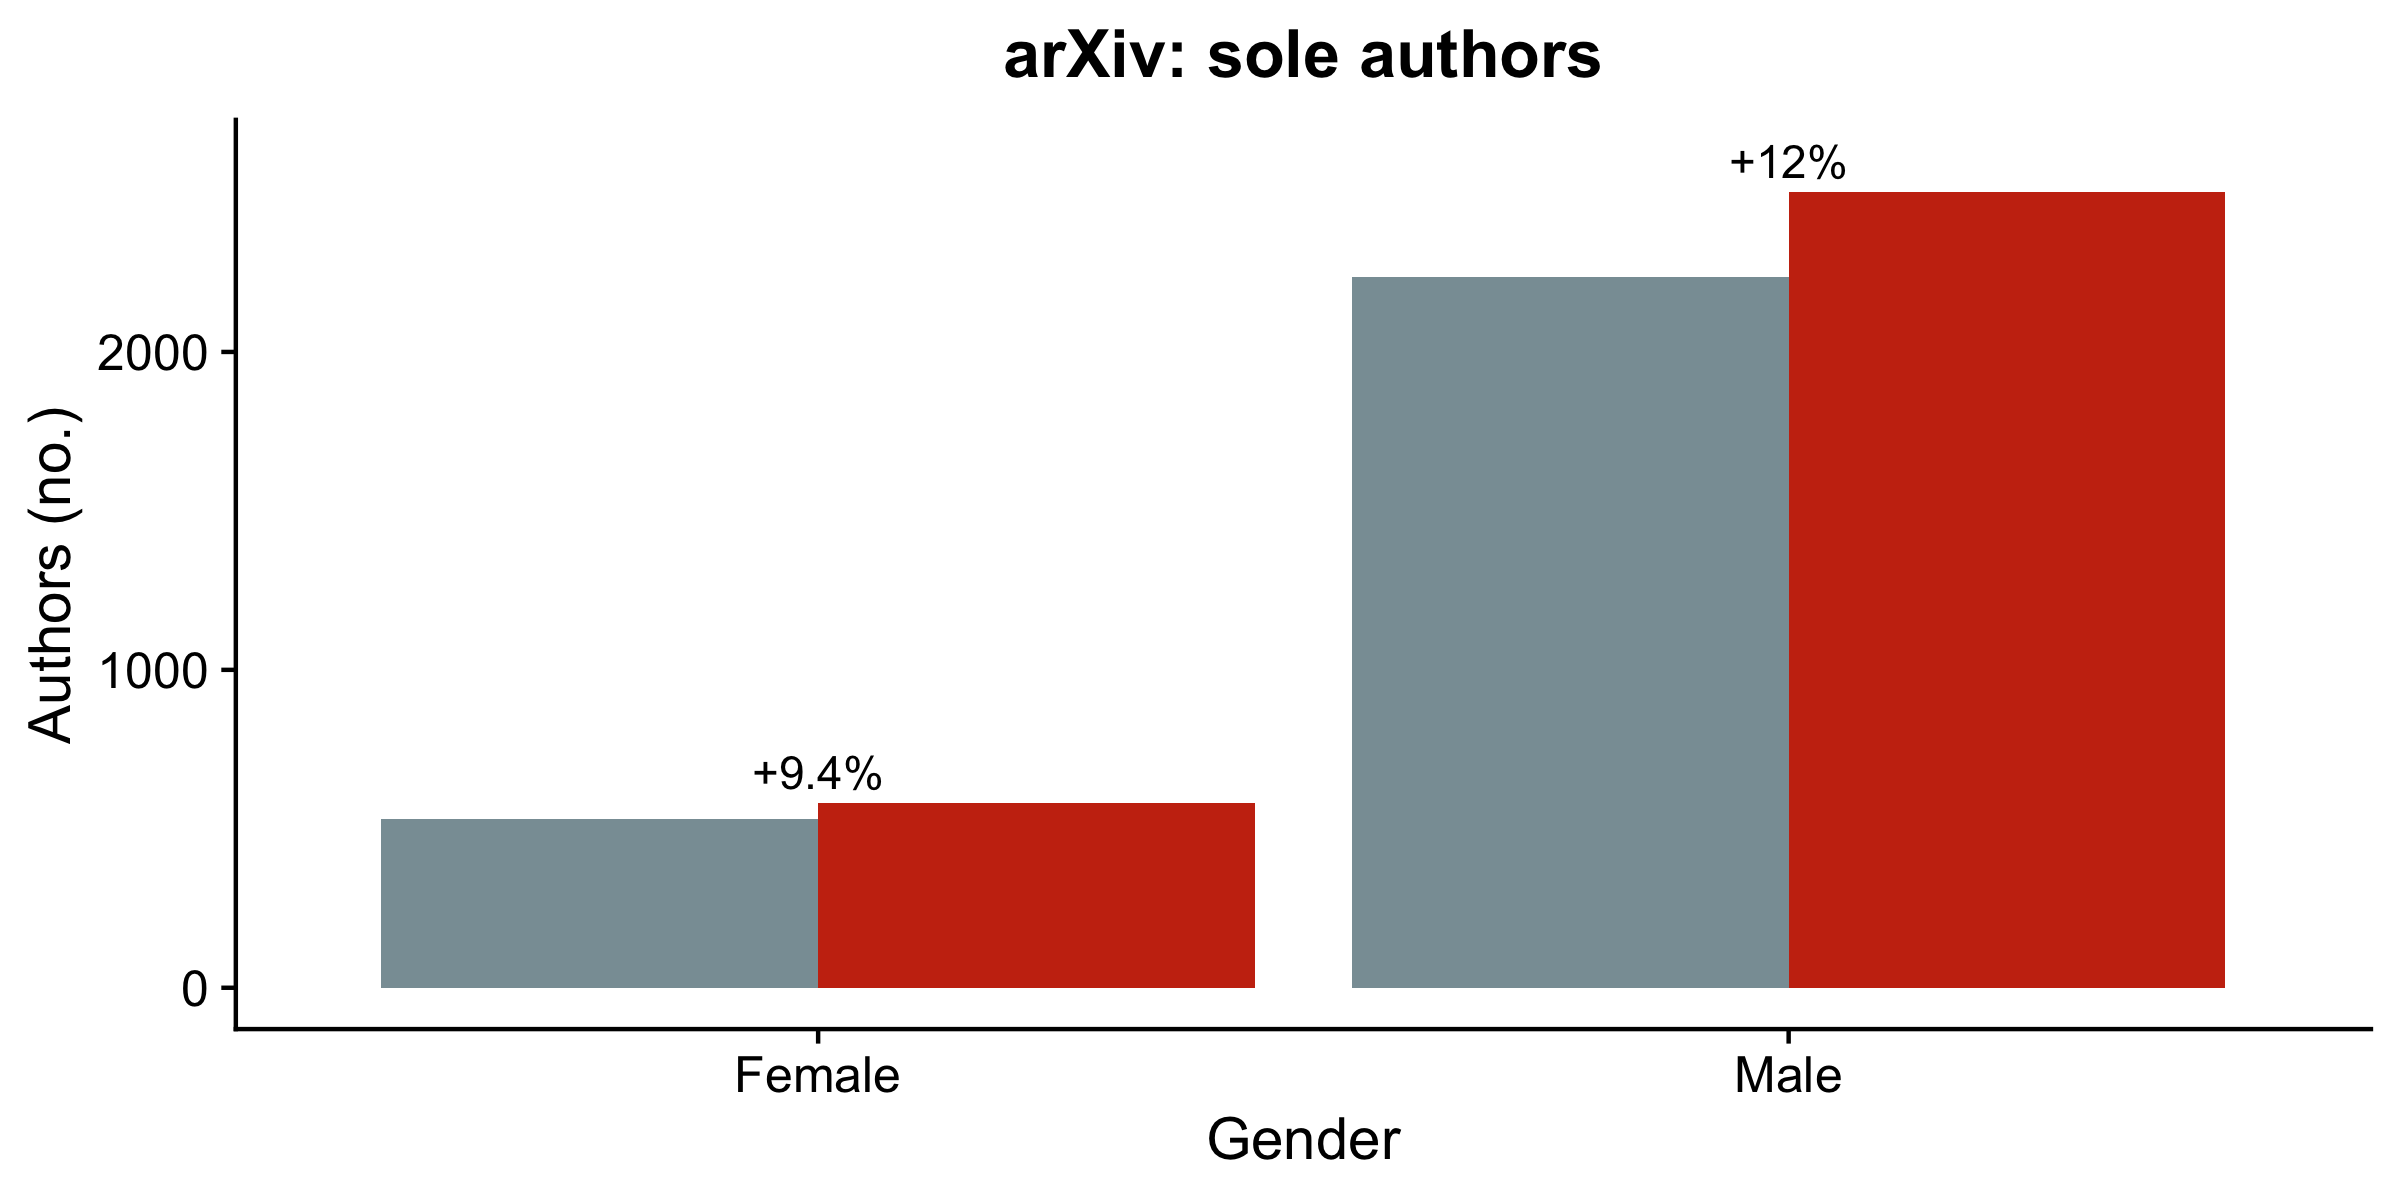 arXiv: sole authors
+12%
2000
Authors (no.)
1000
+9.4%
0
Female
Male
Gender